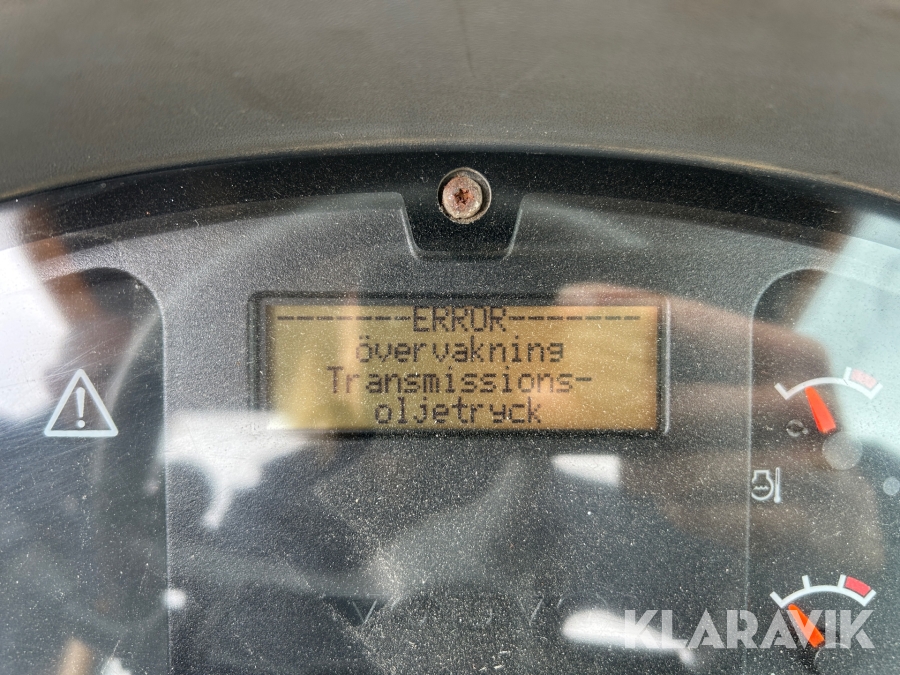 -------ERROR-------
övervakning
Transmissions-
oljetryck
KLARAVIK